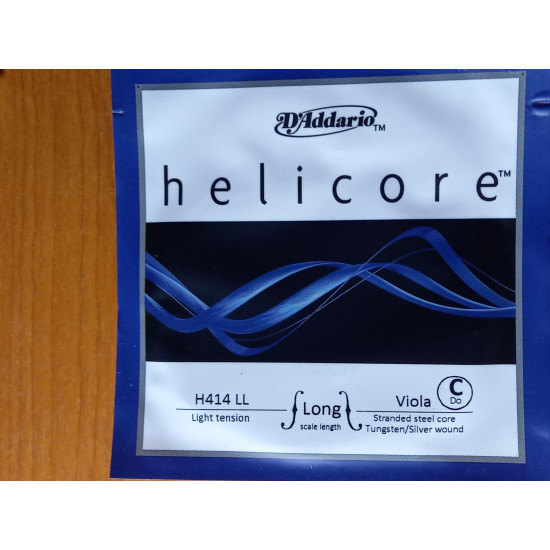 D'Addario™
helicore™
H414 LL
Light tension
Long
scale length
Viola
C
Do
Stranded steel core
Tungsten/Silver wound